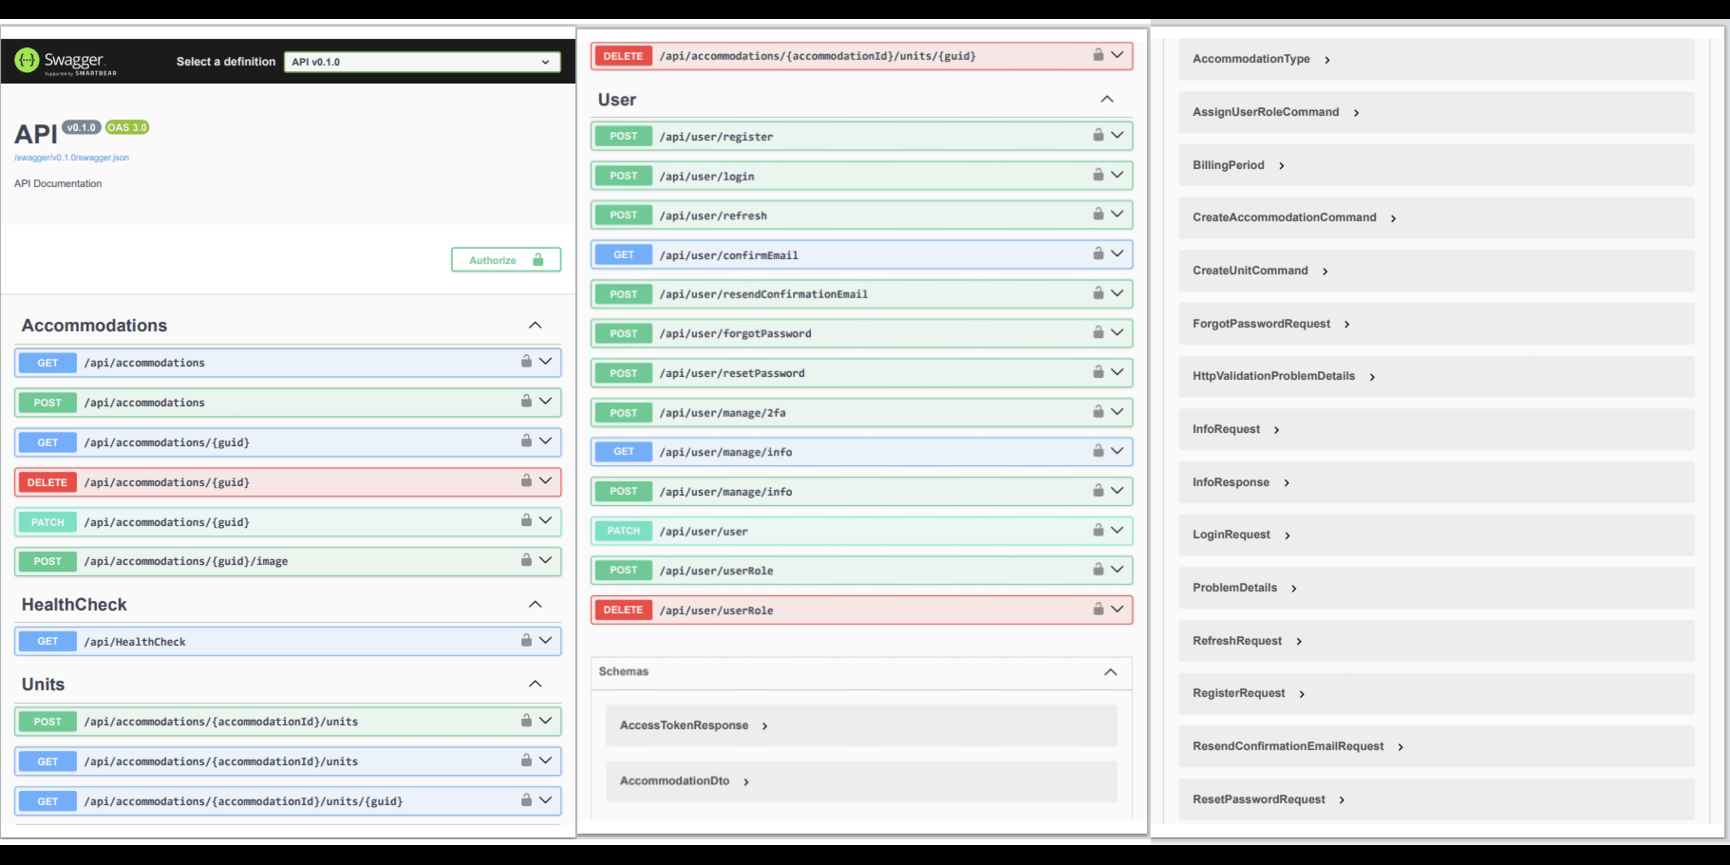 Swagger.
Supported by SMARTBEAR
Select a definition
API v0.1.0
API v0.1.0 OAS 3.0
/swagger/v0.1.0/swagger.json
API Documentation
Authorize
Accommodations
GET /api/accommodations
POST /api/accommodations
GET /api/accommodations/{guid}
DELETE /api/accommodations/{guid}
PATCH /api/accommodations/{guid}
POST /api/accommodations/{guid}/image
HealthCheck
GET /api/HealthCheck
Units
POST /api/accommodations/{accommodationId}/units
GET /api/accommodations/{accommodationId}/units
GET /api/accommodations/{accommodationId}/units/{guid}
DELETE /api/accommodations/{accommodationId}/units/{guid}
User
POST /api/user/register
POST /api/user/login
POST /api/user/refresh
GET /api/user/confirmEmail
POST /api/user/resendConfirmationEmail
POST /api/user/forgotPassword
POST /api/user/resetPassword
POST /api/user/manage/2fa
GET /api/user/manage/info
POST /api/user/manage/info
PATCH /api/user/user
POST /api/user/userRole
DELETE /api/user/userRole
Schemas
AccessTokenResponse
AccommodationDto
AccommodationType
AssignUserRoleCommand
BillingPeriod
CreateAccommodationCommand
CreateUnitCommand
ForgotPasswordRequest
HttpValidationProblemDetails
InfoRequest
InfoResponse
LoginRequest
ProblemDetails
RefreshRequest
RegisterRequest
ResendConfirmationEmailRequest
ResetPasswordRequest